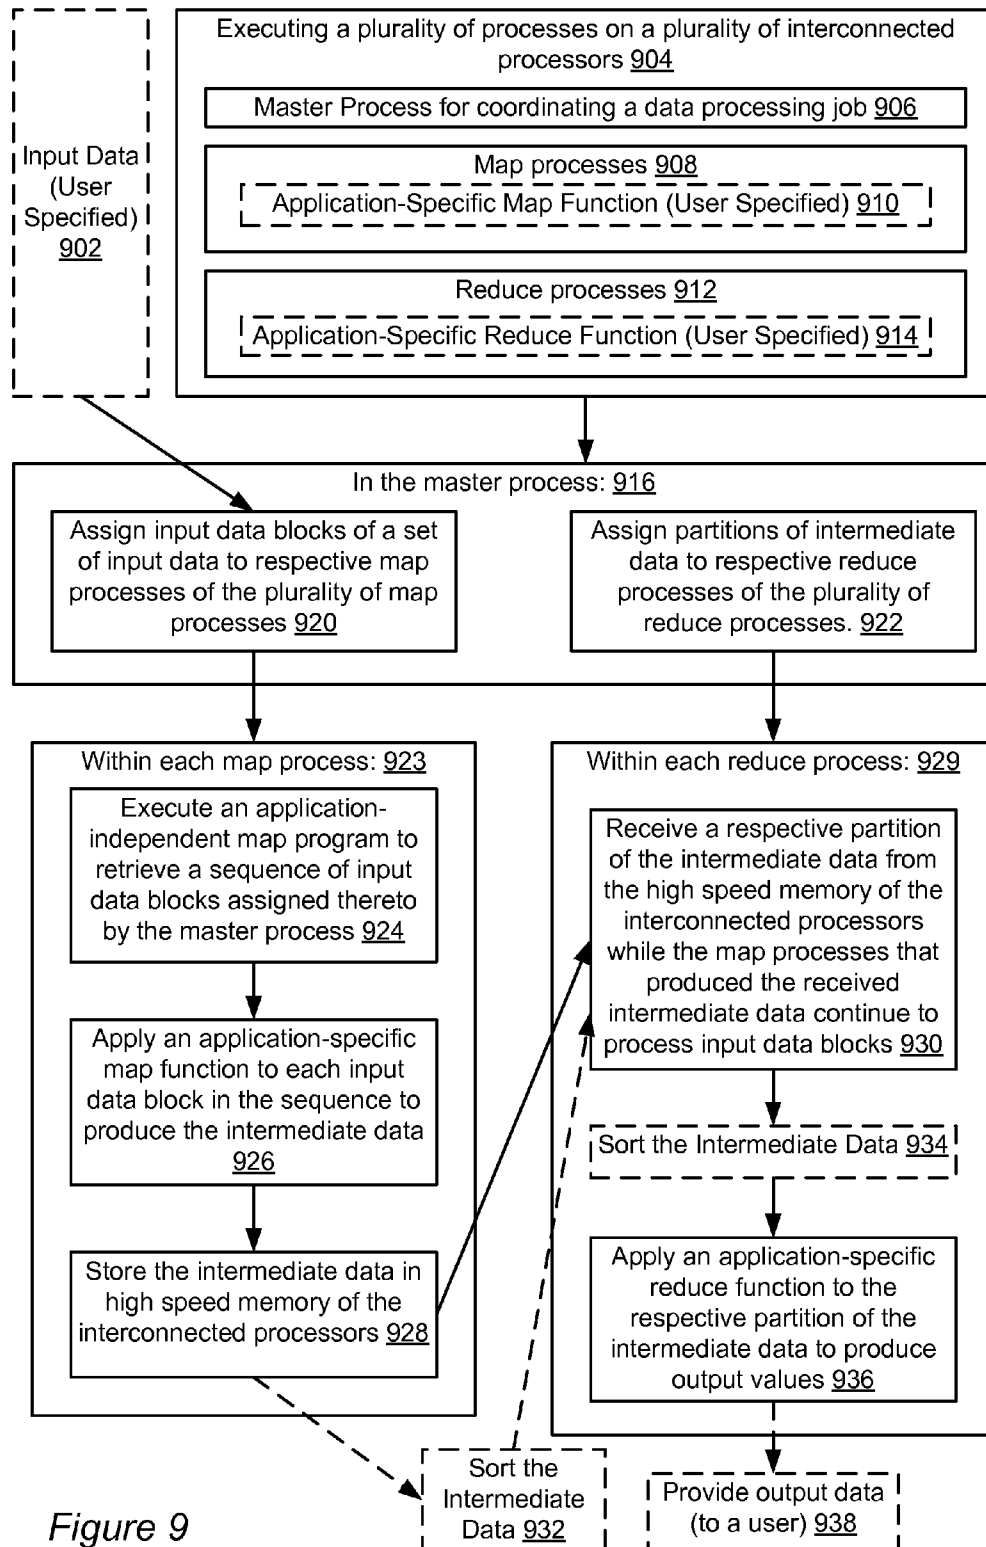 Input Data
(User
Specified)
902
Executing a plurality of processes on a plurality of interconnected
processors 904
Master Process for coordinating a data processing job 906
Map processes 908
Application-Specific Map Function (User Specified) 910
Reduce processes 912
Application-Specific Reduce Function (User Specified) 914
In the master process: 916
Assign input data blocks of a set
of input data to respective map
processes of the plurality of map
processes 920
Assign partitions of intermediate
data to respective reduce
processes of the plurality of
reduce processes. 922
Within each map process: 923
Execute an application-
independent map program to
retrieve a sequence of input
data blocks assigned thereto
by the master process 924
Apply an application-specific
map function to each input
data block in the sequence to
produce the intermediate data
926
Store the intermediate data in
high speed memory of the
interconnected processors 928
Sort the
Intermediate
Data 932
Within each reduce process: 929
Receive a respective partition
of the intermediate data from
the high speed memory of the
interconnected processors
while the map processes that
produced the received
intermediate data continue to
process input data blocks 930
Sort the Intermediate Data 934
Apply an application-specific
reduce function to the
respective partition of the
intermediate data to produce
output values 936
Provide output data
(to a user) 938
Figure 9